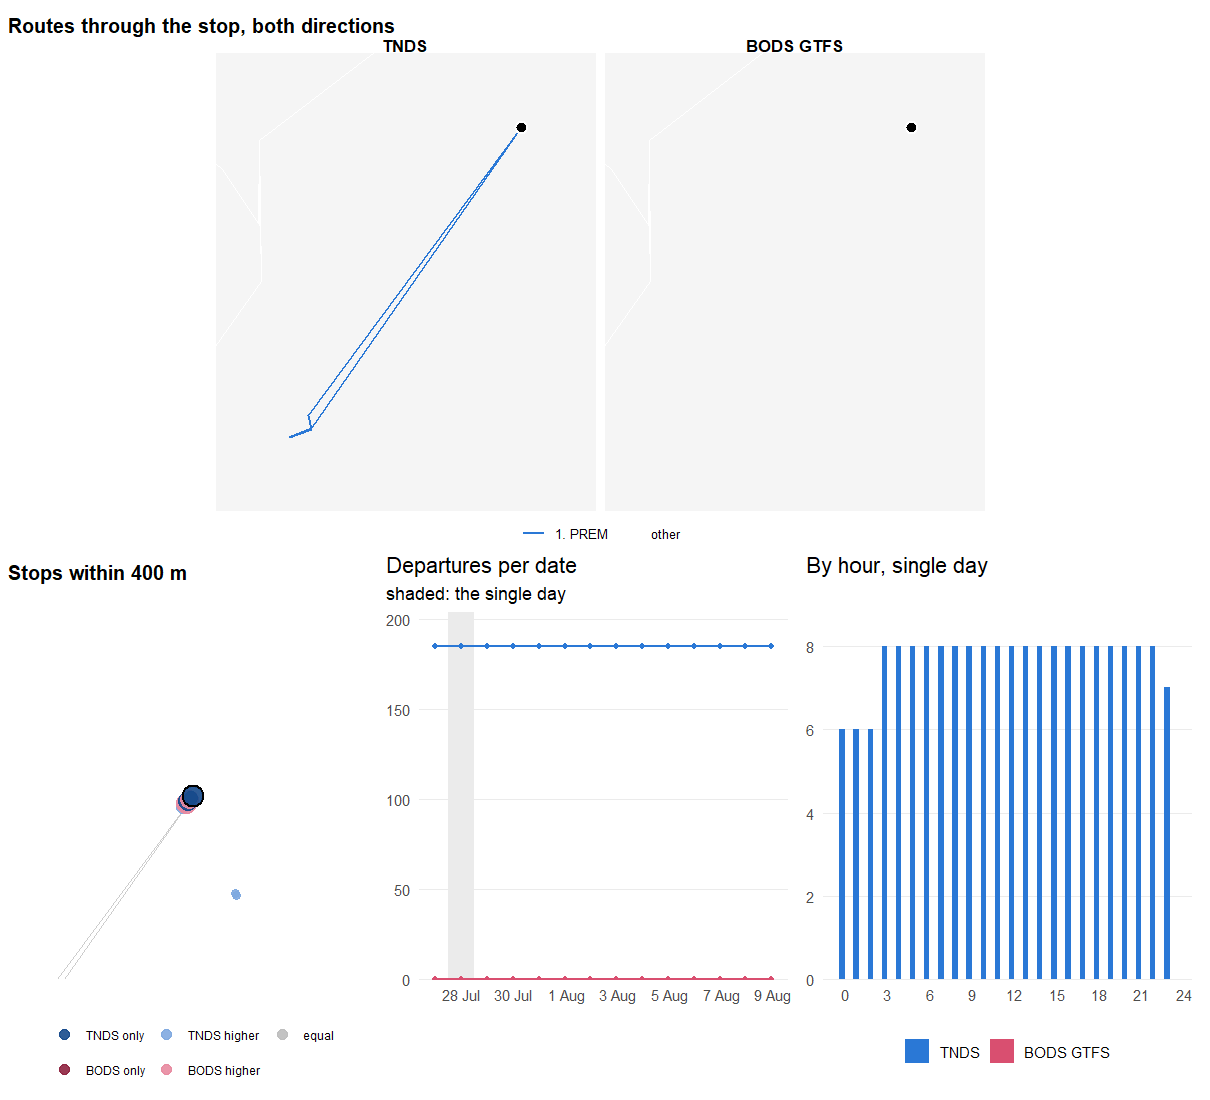 Routes through the stop, both directions
TNDS
BODS GTFS
1. PREM
other
Stops within 400 m
TNDS only
TNDS higher
equal
BODS only
BODS higher
Departures per date
shaded: the single day
200
150
100
50
0
28 Jul
30 Jul
1 Aug
3 Aug
5 Aug
7 Aug
9 Aug
By hour, single day
8
6
4
2
0
0
3
6
9
12
15
18
21
24
TNDS
BODS GTFS